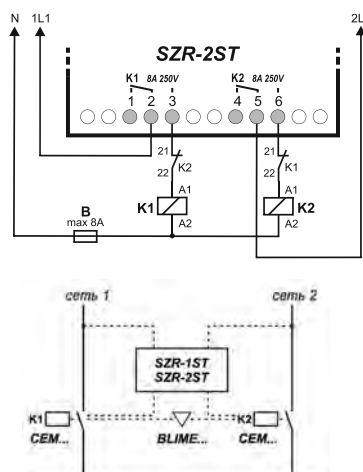 N 1L1 2L
SZR-2ST
K1 8A 250V K2 8A 250V
1 2 3 4 5 6
21 21
K2 K1
22 22
A1 A1
K1 K2
B A2 A2
max 8A
сеть 1 сеть 2
SZR-1ST
SZR-2ST
K1 K2
CEM... BLIME... CEM...